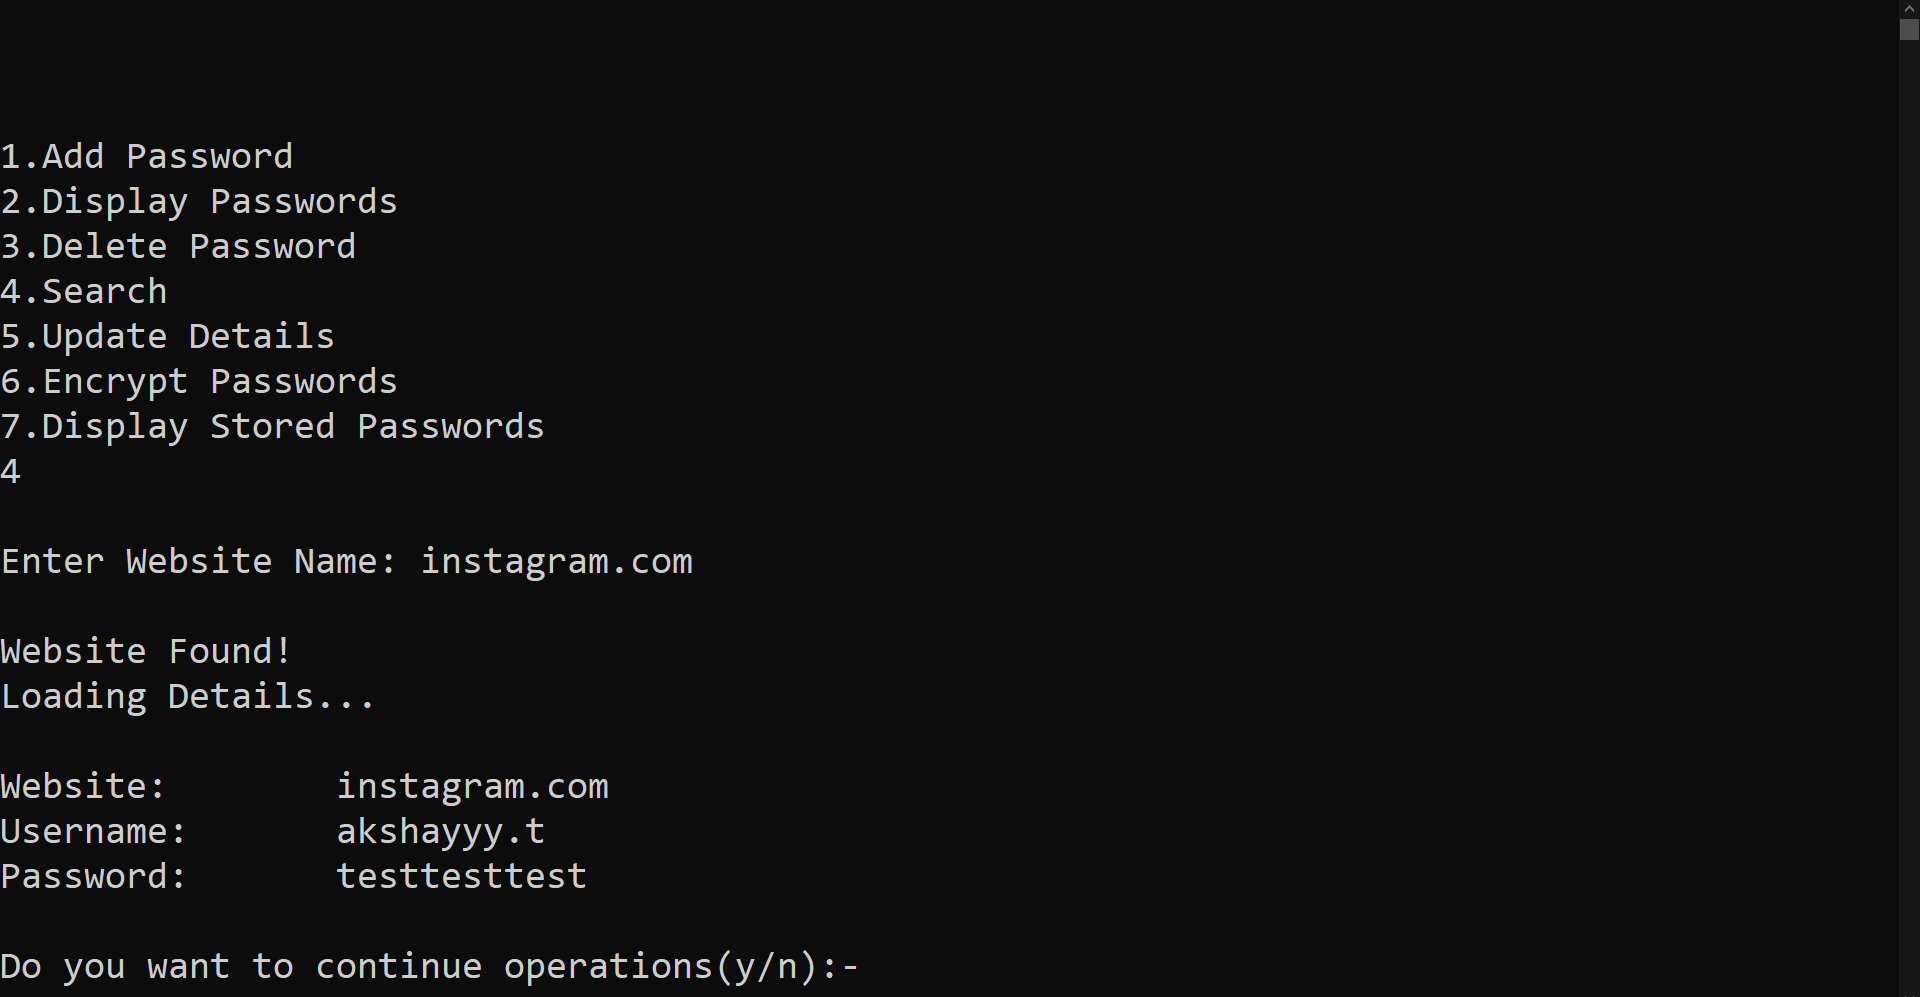 1.Add Password
2.Display Passwords
3.Delete Password
4.Search
5.Update Details
6.Encrypt Passwords
7.Display Stored Passwords
4
Enter Website Name: instagram.com
Website Found!
Loading Details...
Website:        instagram.com
Username:       akshayyy.t
Password:       testtesttest
Do you want to continue operations(y/n):-